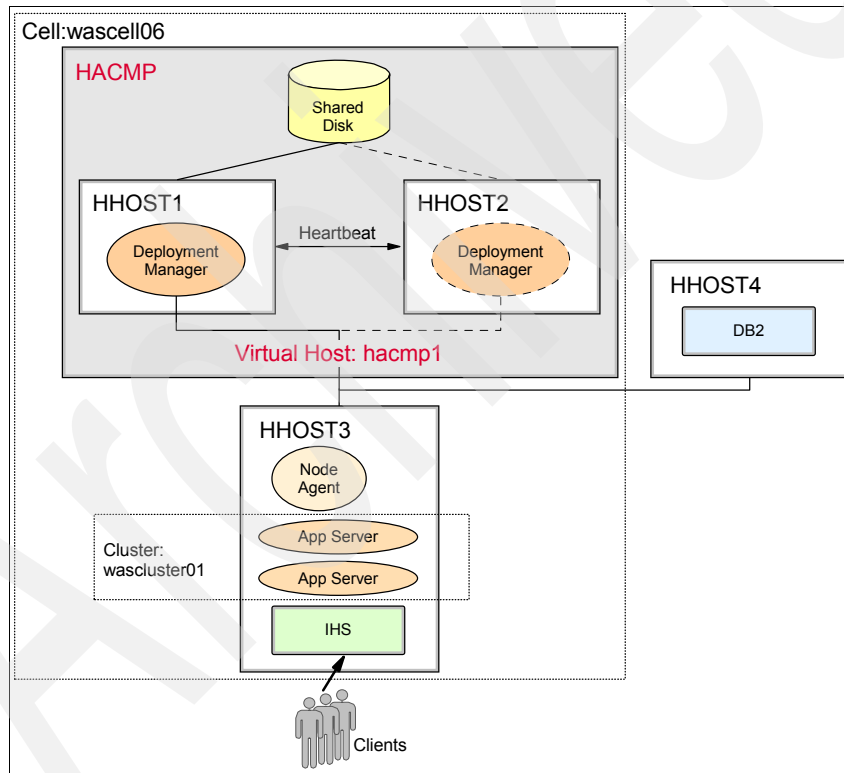 Cell:wascell06
HACMP
Shared
Disk
HHOST1
HHOST2
Deployment
Manager
Heartbeat
Deployment
Manager
HHOST4
DB2
Virtual Host: hacmp1
HHOST3
Node
Agent
Cluster:
wascluster01
App Server
App Server
IHS
Clients
Archived